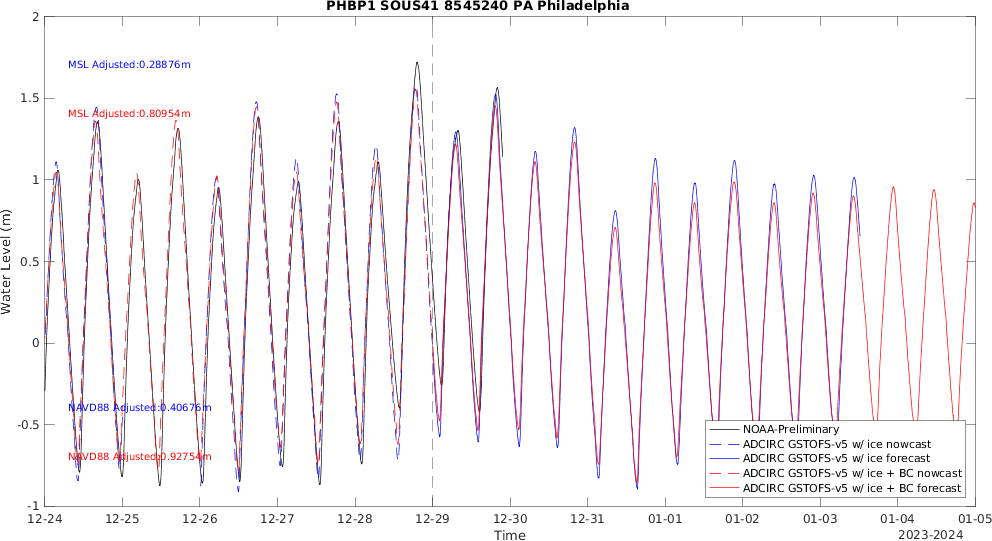 PHBP1 SOUS41 8545240 PA Philadelphia
2
1.5
1
0.5
0
-0.5
-1
Water Level (m)
MSL Adjusted:0.28876m
MSL Adjusted:0.80954m
NAVD88 Adjusted:0.40676m
NAVD88 Adjusted:0.92754m
NOAA-Preliminary
ADCIRC GSTOFS-v5 w/ ice nowcast
ADCIRC GSTOFS-v5 w/ ice forecast
ADCIRC GSTOFS-v5 w/ ice + BC nowcast
ADCIRC GSTOFS-v5 w/ ice + BC forecast
12-24 12-25 12-26 12-27 12-28 12-29 12-30 12-31 01-01 01-02 01-03 01-04 01-05
Time
2023-2024